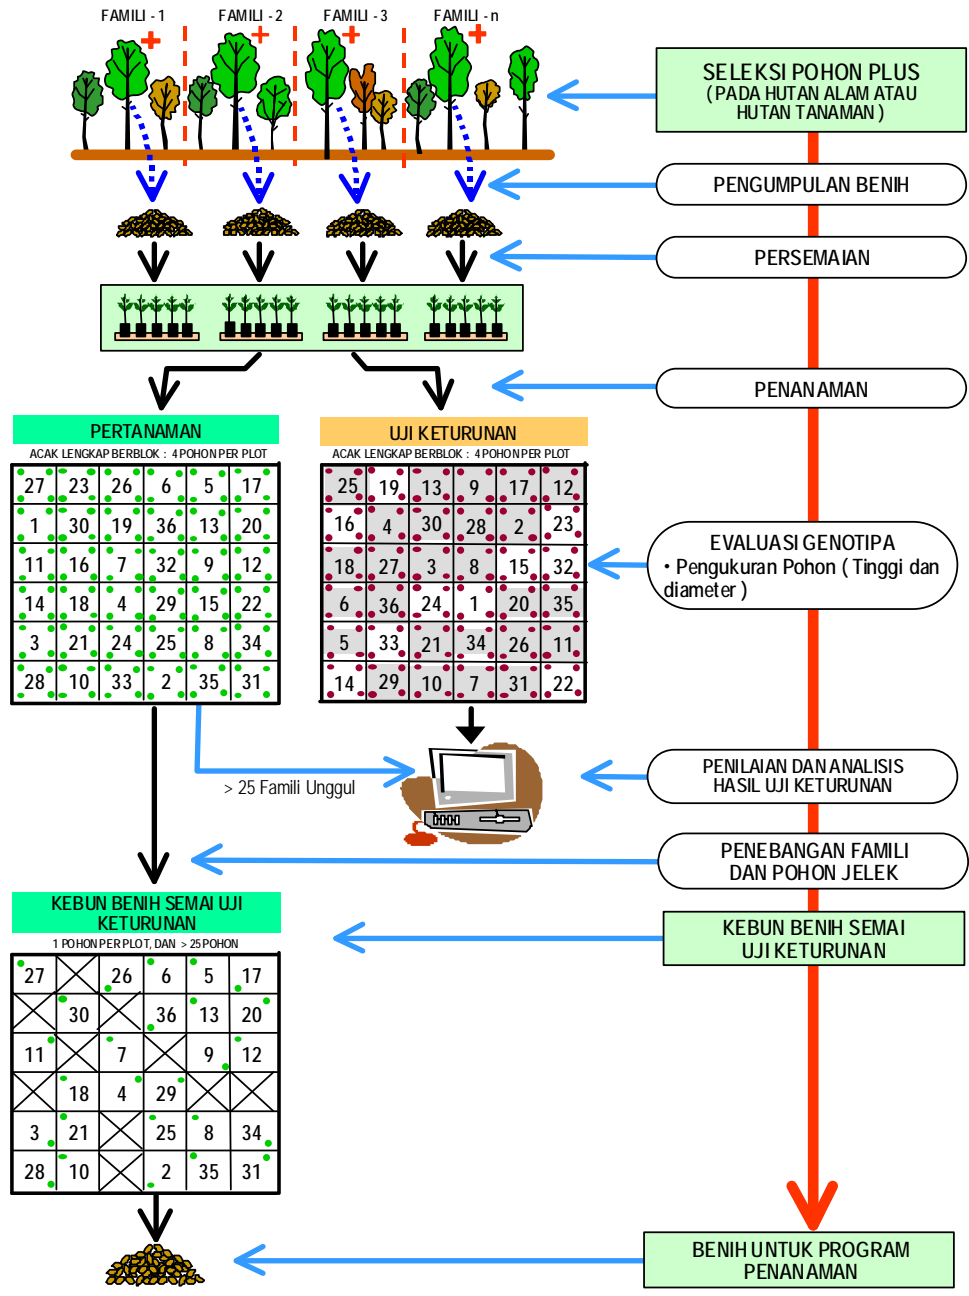 FAMILI - 1 FAMILI - 2 FAMILI - 3 FAMILI - n
SELEKSI POHON PLUS
( PADA HUTAN ALAM ATAU
HUTAN TANAMAN )
PENGUMPULAN BENIH
PERSEMAIAN
PENANAMAN
PERTANAMAN
ACAK LENGKAP BERBLOK : 4 POHON PER PLOT
27 23 26 6 5 17
1 30 19 36 13 20
11 16 7 32 9 12
14 18 4 29 15 22
3 21 24 25 8 34
28 10 33 2 35 31
UJI KETURUNAN
ACAK LENGKAP BERBLOK : 4 POHON PER PLOT
25 19 13 9 17 12
16 4 30 28 2 23
18 27 3 8 15 32
6 36 24 1 20 35
5 33 21 34 26 11
14 29 10 7 31 22
EVALUASI GENOTIPA
• Pengukuran Pohon ( Tinggi dan
diameter )
> 25 Famili Unggul
PENILAIAN DAN ANALISIS
HASIL UJI KETURUNAN
PENEBANGAN FAMILI
DAN POHON JELEK
KEBUN BENIH SEMAI UJI
KETURUNAN
1 POHON PER PLOT, DAN > 25 POHON
27 26 6 5 17
30 36 13 20
11 7 9 12
18 4 29
3 21 25 8 34
28 10 2 35 31
KEBUN BENIH SEMAI
UJI KETURUNAN
BENIH UNTUK PROGRAM
PENANAMAN